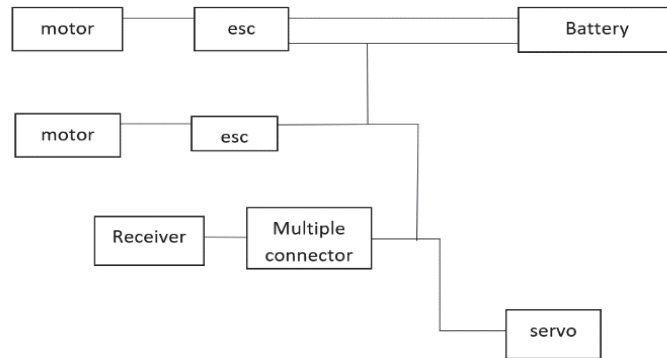 motor
esc
Battery
motor
esc
Receiver
Multiple
connector
servo